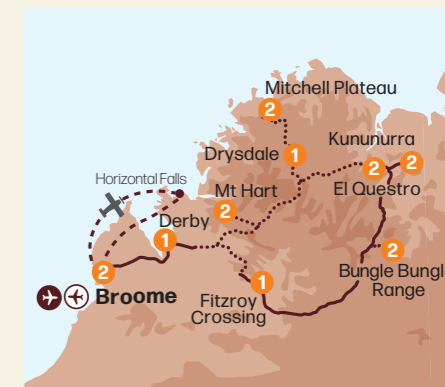 Mitchell Plateau
2
Kununurra
Drysdale
1
2
2
Horizontal Falls
Mt Hart
El Questro
2
Derby
1
2
Bungle Bungl
Range
2
Broome
1
Fitzroy
Crossing